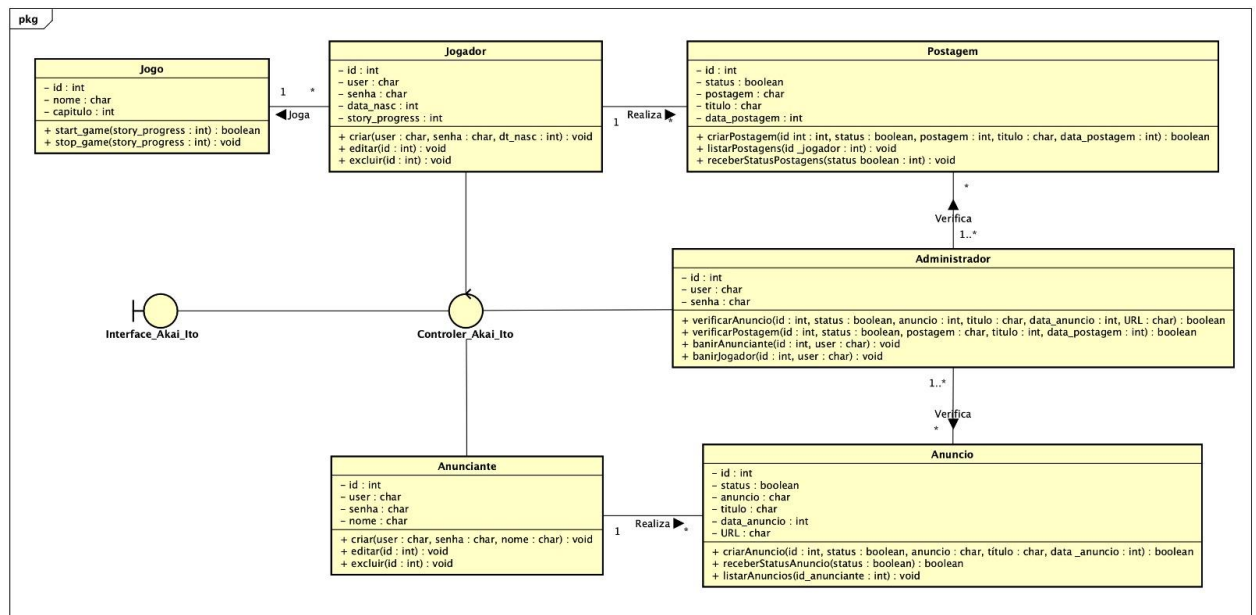 pkg
Jogo
- id : int
- nome : char
- capitulo : int
+ start_game(story_progress : int) : boolean
+ stop_game(story_progress : int) : void
1
*
Joga
Jogador
- id : int
- user : char
- senha : char
- data_nasc : int
- story_progress : int
+ criar(user : char, senha : char, dt_nasc : int) : void
+ editar(id : int) : void
+ excluir(id : int) : void
1
Realiza
*
Postagem
- id : int
- status : boolean
- postagem : char
- titulo : char
- data_postagem : int
+ criarPostagem(id int : int, status : boolean, postagem : int, titulo : char, data_postagem : int) : boolean
+ listarPostagens(id _jogador : int) : void
+ receberStatusPostagens(status boolean : int) : void
*
Verifica
1..*
Administrador
- id : int
- user : char
- senha : char
+ verificarAnuncio(id : int, status : boolean, anuncio : int, titulo : char, data_anuncio : int, URL : char) : boolean
+ verificarPostagem(id : int, status : boolean, postagem : char, titulo : int, data_postagem : int) : boolean
+ banirAnunciante(id : int, user : char) : void
+ banirJogador(id : int, user : char) : void
Interface_Akai_Ito
Controler_Akai_Ito
1..*
Verifica
*
Anunciante
- id : int
- user : char
- senha : char
- nome : char
+ criar(user : char, senha : char, nome : char) : void
+ editar(id : int) : void
+ excluir(id : int) : void
1
Realiza
*
Anuncio
- id : int
- status : boolean
- anuncio : char
- titulo : char
- data_anuncio : int
- URL : char
+ criarAnuncio(id : int, status : boolean, anuncio : char, título : char, data _anuncio : int) : boolean
+ receberStatusAnuncio(status : boolean) : boolean
+ listarAnuncios(id_anunciante : int) : void